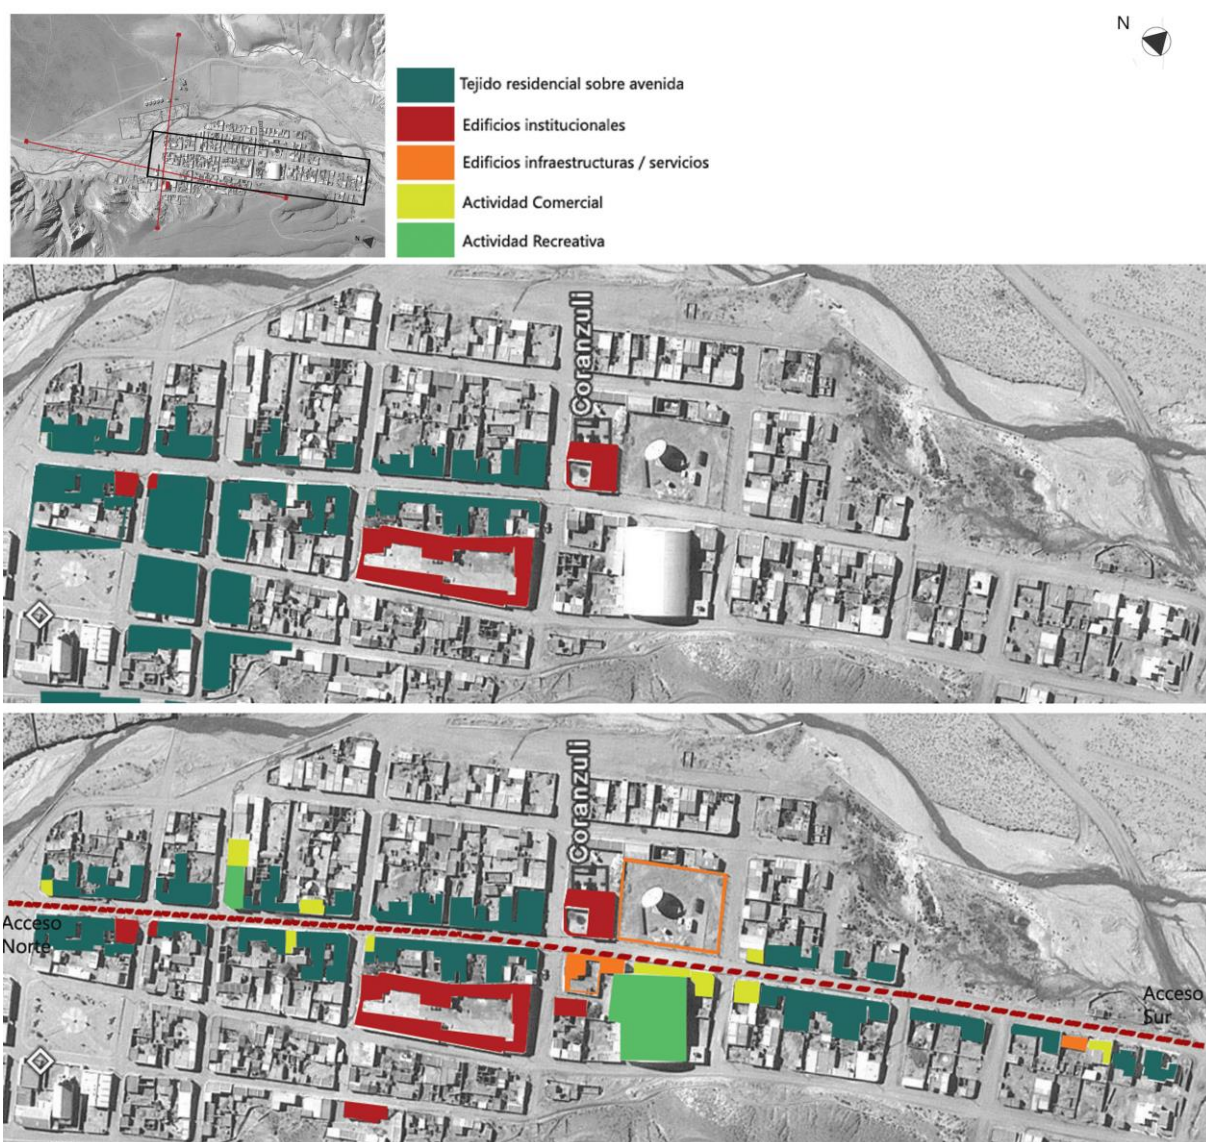 N
N
Tejido residencial sobre avenida
Edificios institucionales
Edificios infraestructuras / servicios
Actividad Comercial
Actividad Recreativa
Coranzuli
Coranzuli
Acceso
Norte
Acceso
Sur